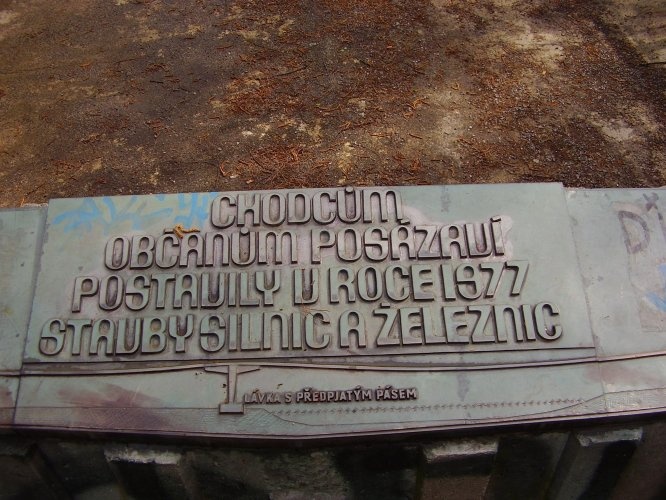 CHODCŮM,
OBČANŮM POSÁZAVÍ
POSTAVILY V ROCE 1977
STAVBY SILNIC A ŽELEZNIC
LÁVKA S PŘEDPJATÝM PÁSEM